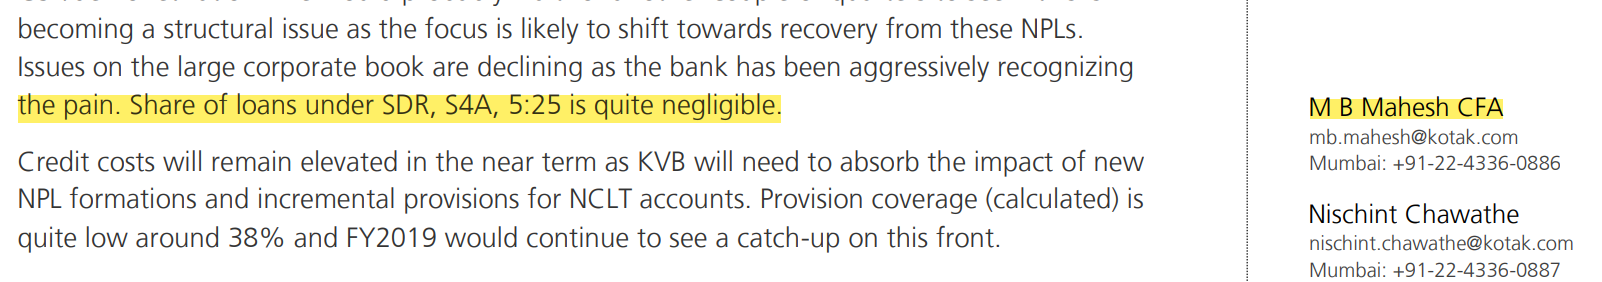 becoming a structural issue as the focus is likely to shift towards recovery from these NPLs.
Issues on the large corporate book are declining as the bank has been aggressively recognizing
the pain. Share of loans under SDR, S4A, 5:25 is quite negligible.
Credit costs will remain elevated in the near term as KVB will need to absorb the impact of new
NPL formations and incremental provisions for NCLT accounts. Provision coverage (calculated) is
quite low around 38% and FY2019 would continue to see a catch-up on this front.
M B Mahesh CFA
mb.mahesh@kotak.com
Mumbai: +91-22-4336-0886
Nischint Chawathe
nischint.chawathe@kotak.com
Mumbai: +91-22-4336-0887